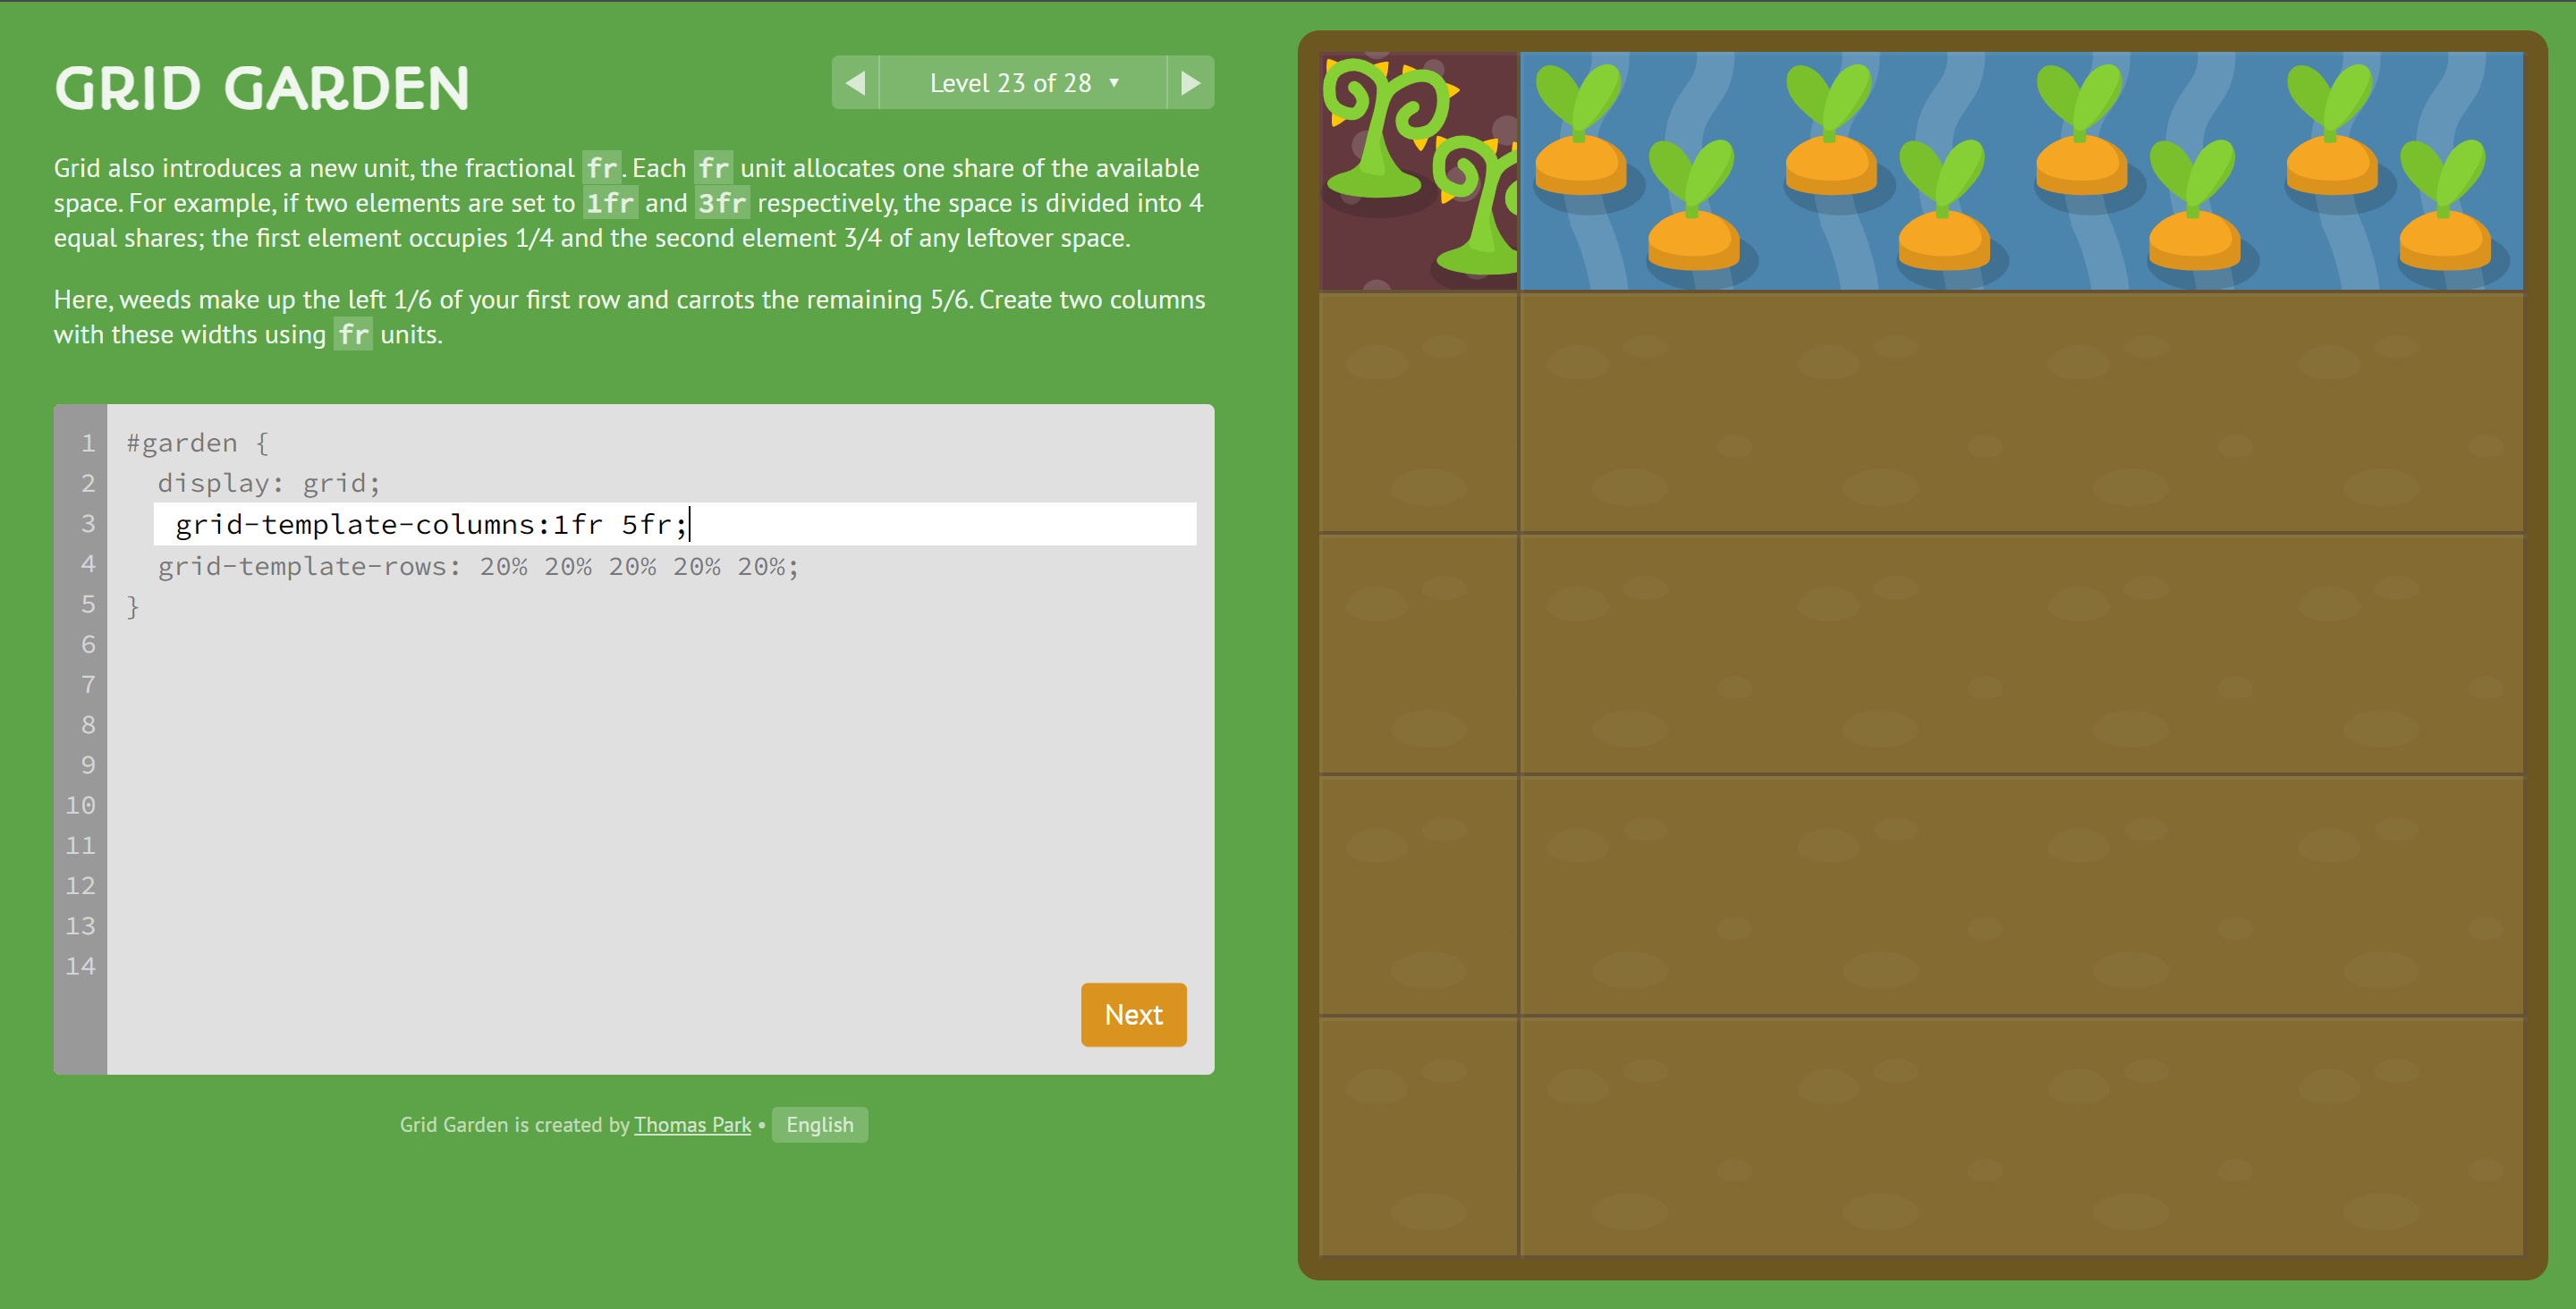 GRID GARDEN
◀ Level 23 of 28 ▼ ▶
Grid also introduces a new unit, the fractional fr. Each fr unit allocates one share of the available
space. For example, if two elements are set to 1fr and 3fr respectively, the space is divided into 4
equal shares; the first element occupies 1/4 and the second element 3/4 of any leftover space.
Here, weeds make up the left 1/6 of your first row and carrots the remaining 5/6. Create two columns
with these widths using fr units.
1 #garden {
2 display: grid;
3 grid-template-columns:1fr 5fr;
4 grid-template-rows: 20% 20% 20% 20% 20%;
5 }
6
7
8
9
10
11
12
13
14
Next
Grid Garden is created by Thomas Park • English